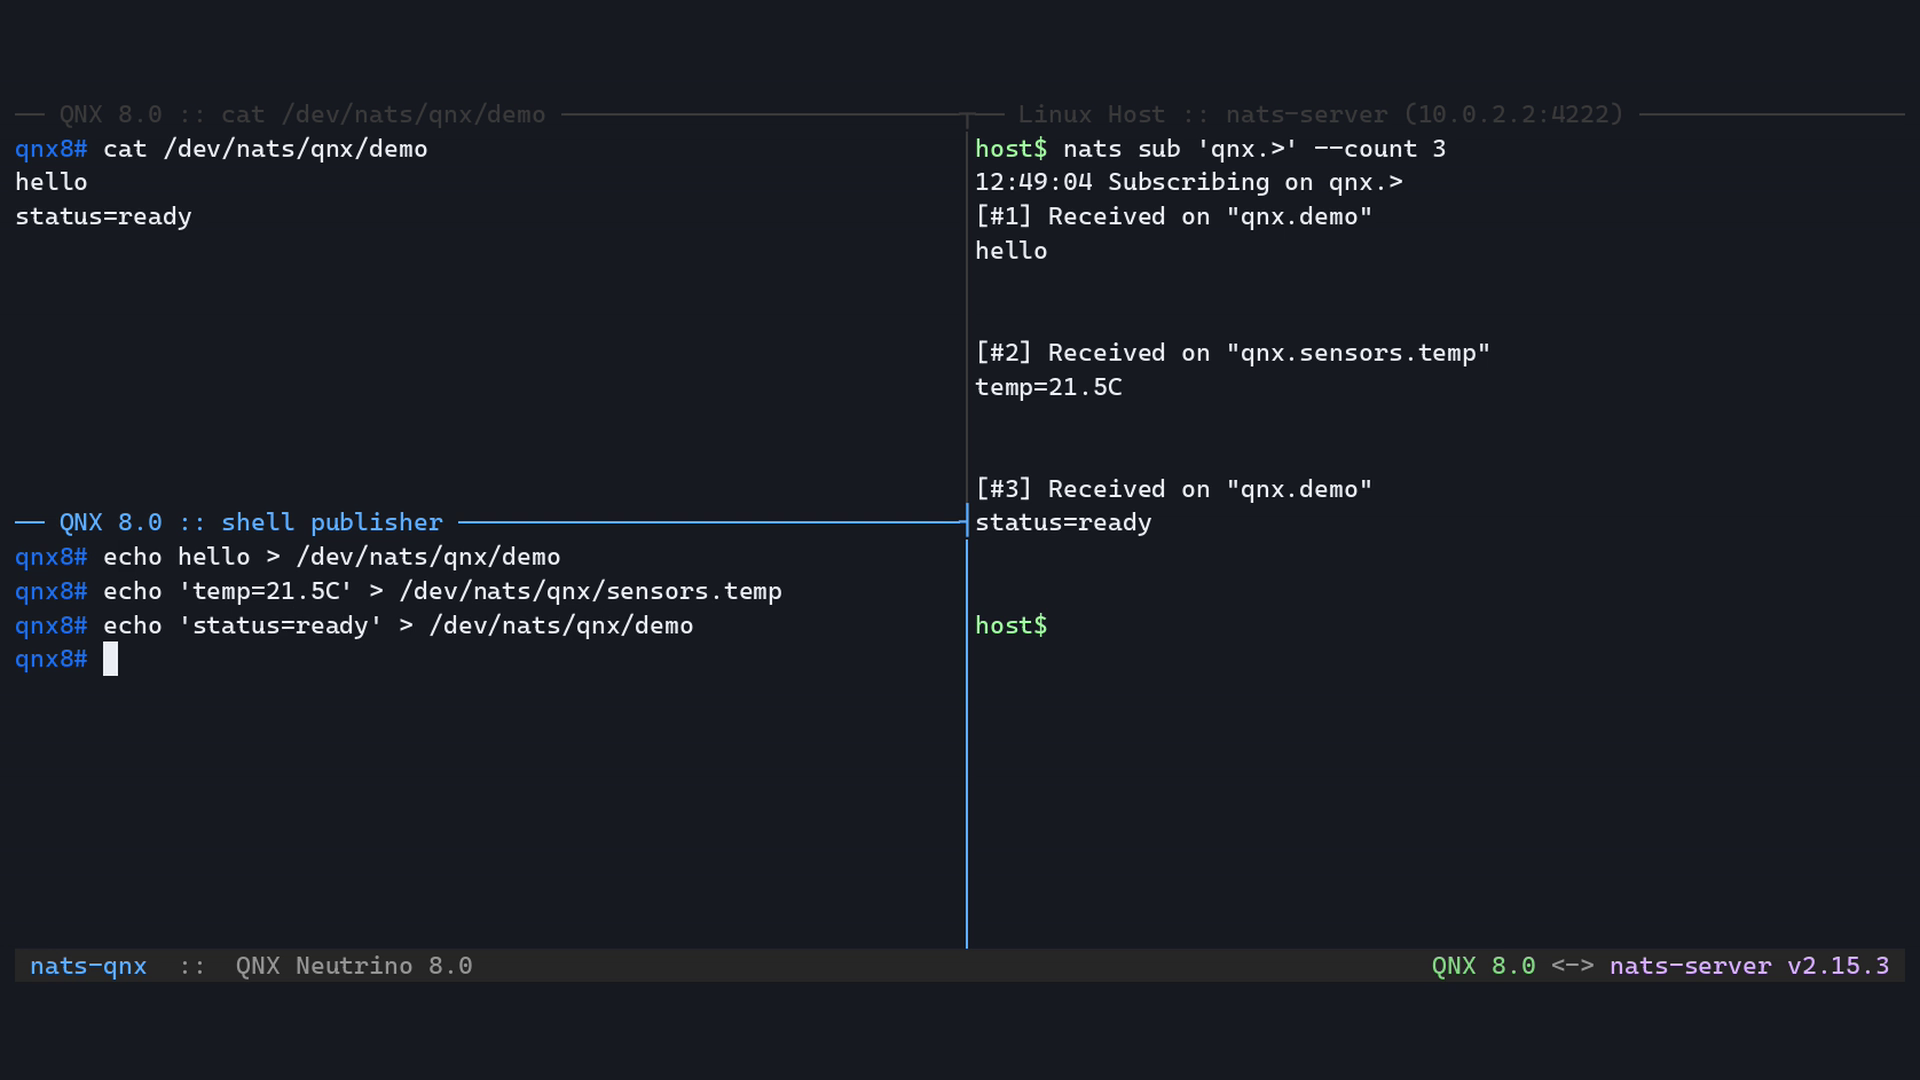 QNX 8.0 :: cat /dev/nats/qnx/demo
qnx8# cat /dev/nats/qnx/demo
hello
status=ready
QNX 8.0 :: shell publisher
qnx8# echo hello > /dev/nats/qnx/demo
qnx8# echo 'temp=21.5C' > /dev/nats/qnx/sensors.temp
qnx8# echo 'status=ready' > /dev/nats/qnx/demo
qnx8#
Linux Host :: nats-server (10.0.2.2:4222)
host$ nats sub 'qnx.>' --count 3
12:49:04 Subscribing on qnx.>
[#1] Received on "qnx.demo"
hello
[#2] Received on "qnx.sensors.temp"
temp=21.5C
[#3] Received on "qnx.demo"
status=ready
host$
nats-qnx :: QNX Neutrino 8.0
QNX 8.0 <-> nats-server v2.15.3